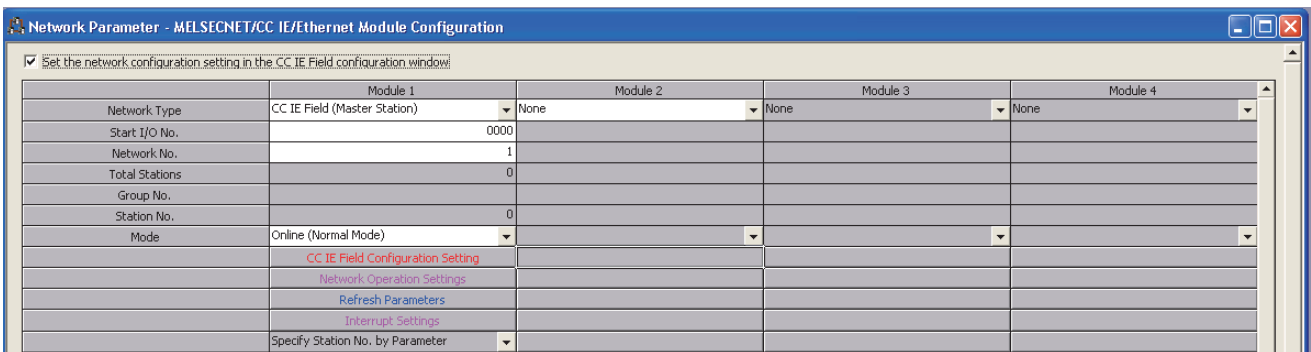 Network Parameter - MELSECNET/CC IE/Ethernet Module Configuration
Set the network configuration setting in the CC IE Field configuration window
Module 1 Module 2 Module 3 Module 4
Network Type CC IE Field (Master Station) None None None
Start I/O No. 0000
Network No. 1
Total Stations 0
Group No.
Station No. 0
Mode Online (Normal Mode)
CC IE Field Configuration Setting
Network Operation Settings
Refresh Parameters
Interrupt Settings
Specify Station No. by Parameter